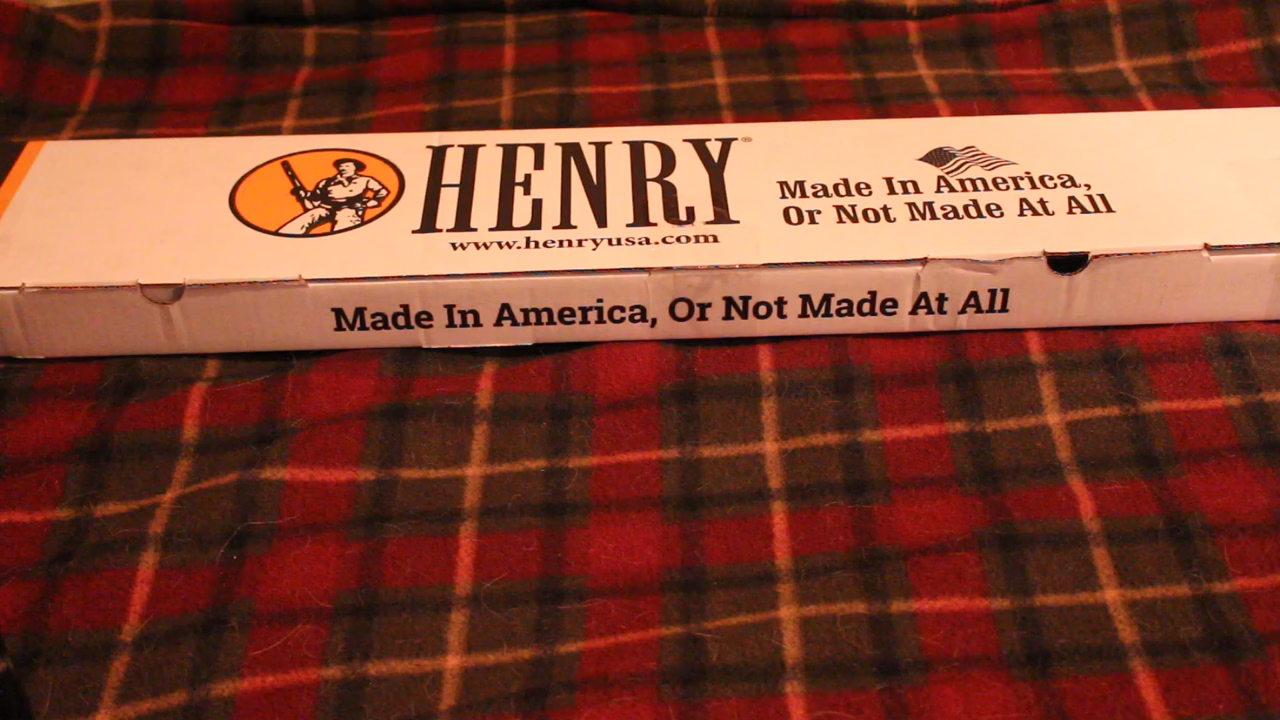 HENRY®
www.henryusa.com
Made In America,
Or Not Made At All
Made In America, Or Not Made At All